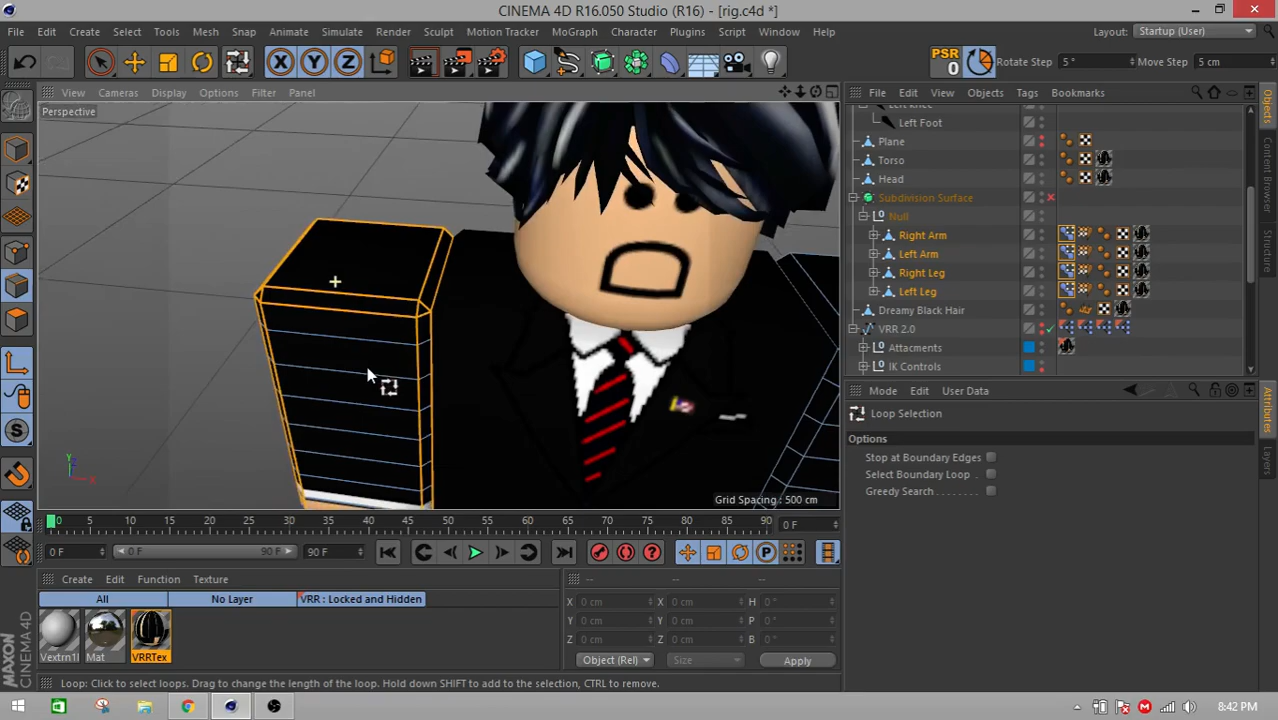 CINEMA 4D R16.050 Studio (R16) - [rig.c4d *]
File Edit Create Select Tools Mesh Snap Animate Simulate Render Sculpt Motion Tracker MoGraph Character Plugins Script Window Help
Layout: Startup (User)
X Y Z
PSR
0
Rotate Step 5 °
Move Step 5 cm
View Cameras Display Options Filter Panel
File Edit View Objects Tags Bookmarks
Perspective
Left Foot
Plane
Torso
Head
Subdivision Surface
Null
Right Arm
Left Arm
Right Leg
Left Leg
Dreamy Black Hair
VRR 2.0
Attacments
IK Controls
Objects
Content Browser
Structure
Mode Edit User Data
Loop Selection
Options
Stop at Boundary Edges
Select Boundary Loop
Greedy Search
Attributes
Layers
Grid Spacing : 500 cm
0 5 10 15 20 25 30 35 40 45 50 55 60 65 70 75 80 85 90
0 F
0 F
0 F
90 F
90 F
Create Edit Function Texture
All
No Layer
VRR : Locked and Hidden
Mat
VRRTex
-- -- --
X 0 cm X 0 cm H 0 °
Y 0 cm Y 0 cm P 0 °
Z 0 cm Z 0 cm B 0 °
Object (Rel)
Size
Apply
MAXON
CINEMA 4D
Loop: Click to select loops. Drag to change the length of the loop. Hold down SHIFT to add to the selection, CTRL to remove.
8:42 PM